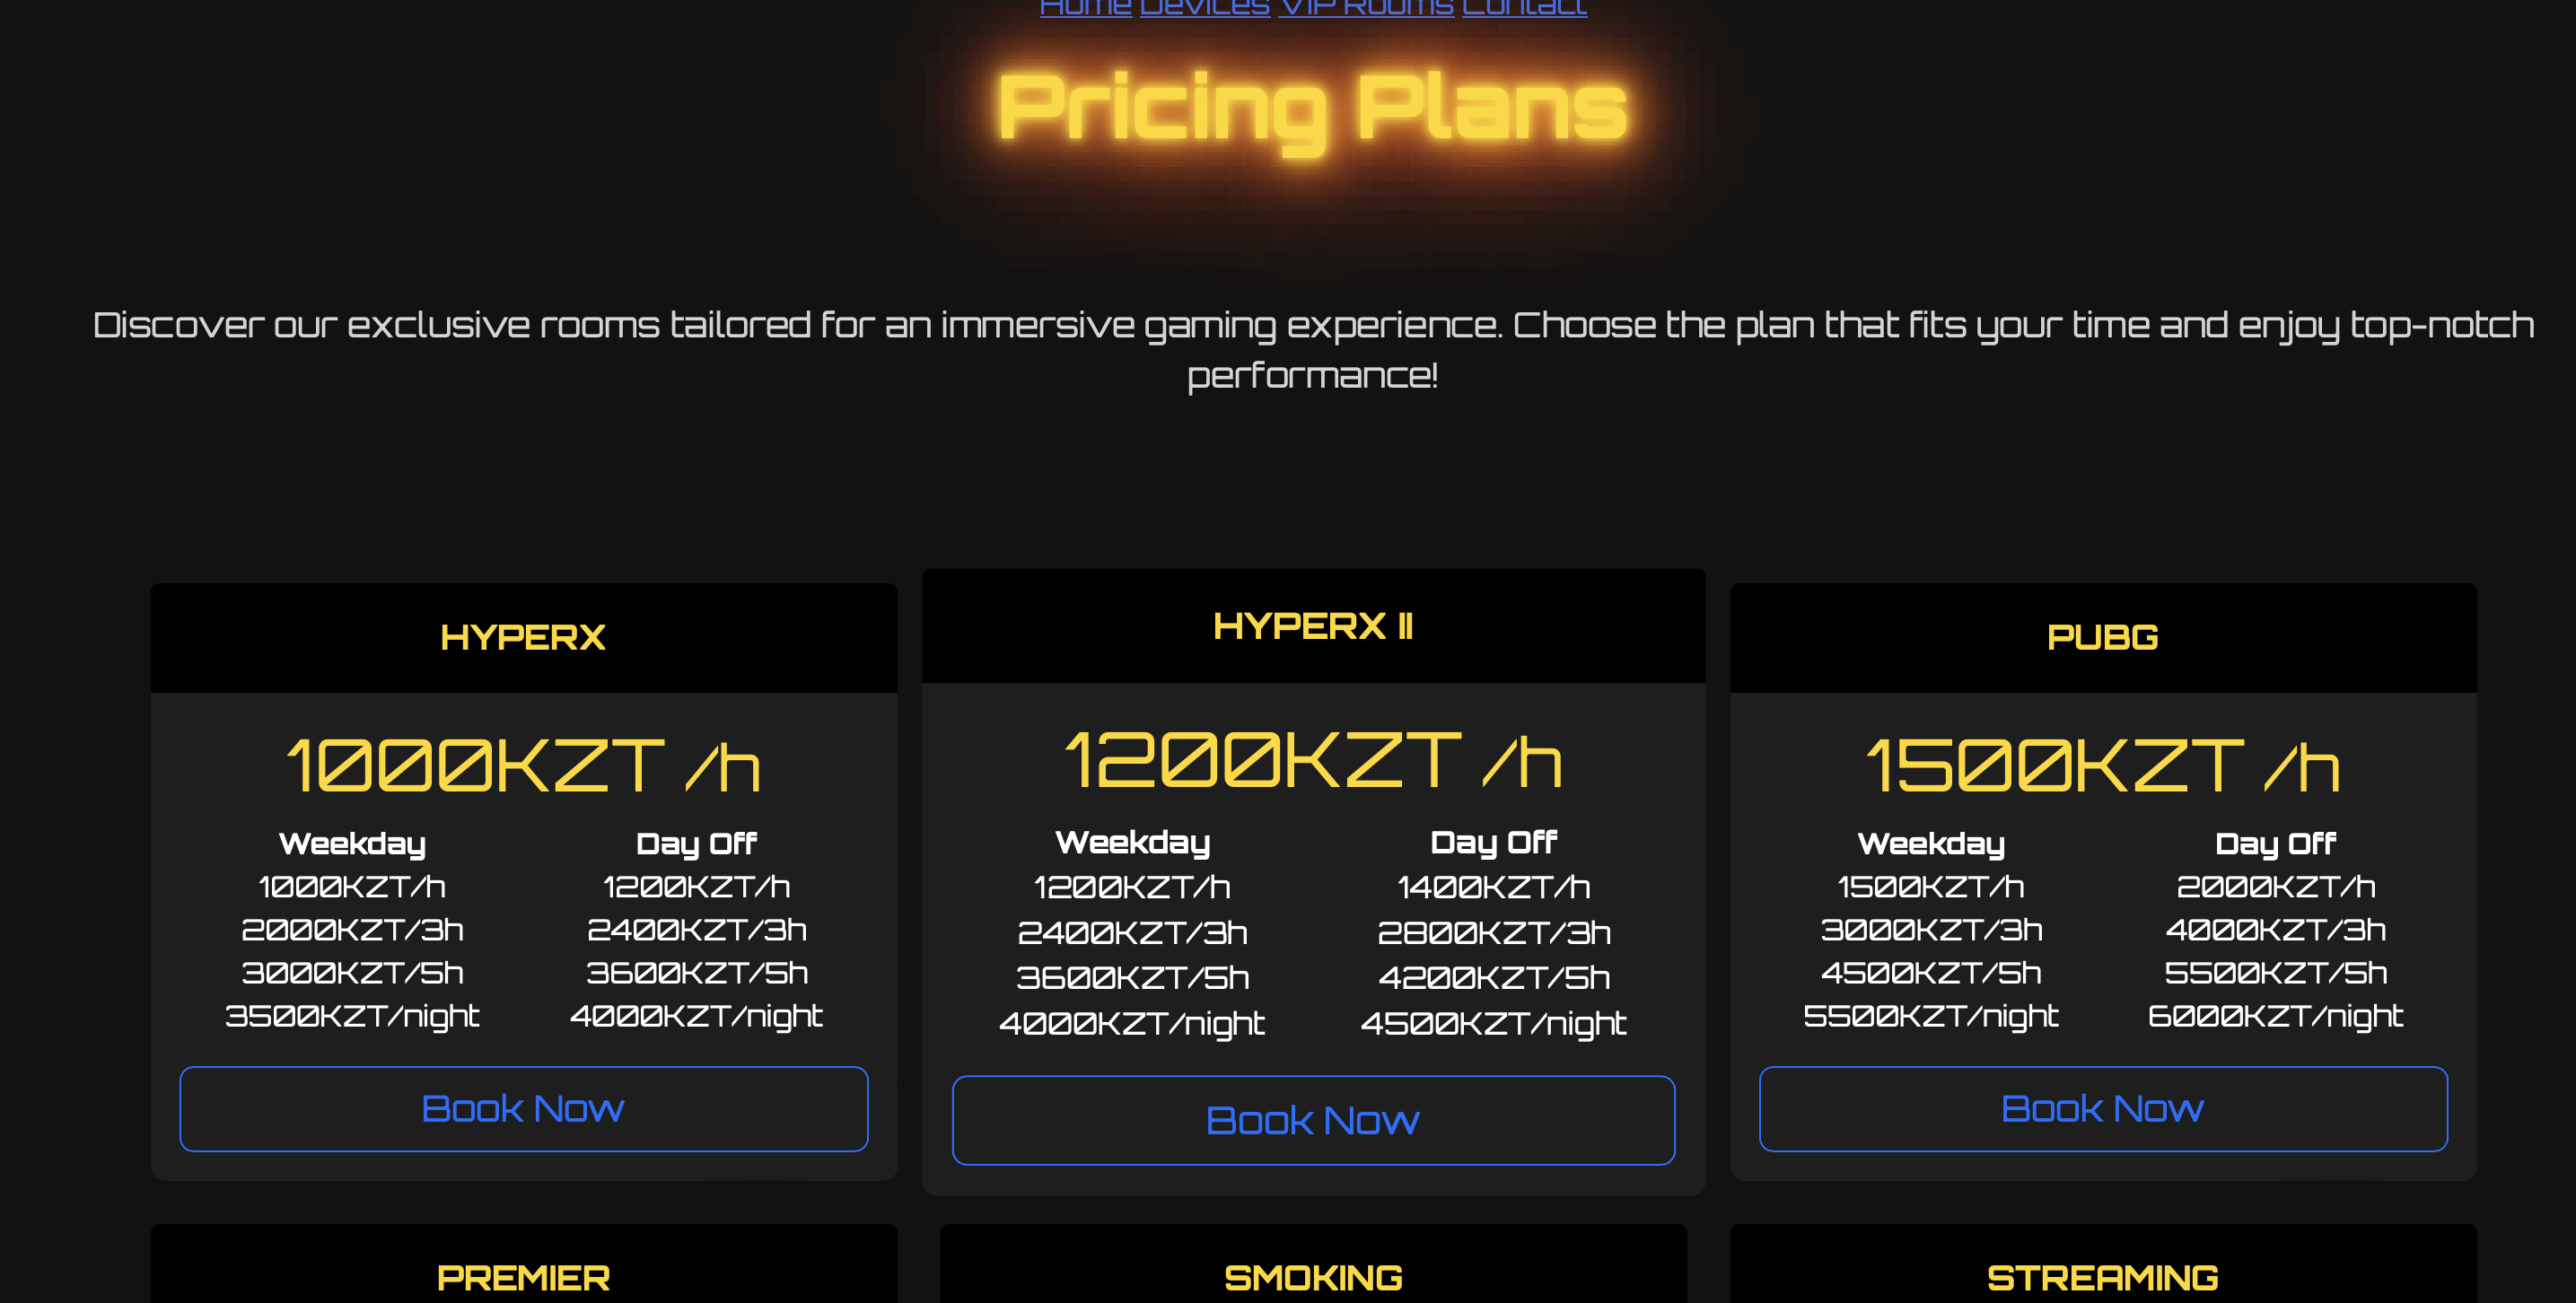 Home Devices VIP Rooms Contact
Pricing Plans
Discover our exclusive rooms tailored for an immersive gaming experience. Choose the plan that fits your time and enjoy top-notch
performance!
HYPERX
1000KZT /h
Weekday Day Off
1000KZT/h 1200KZT/h
2000KZT/3h 2400KZT/3h
3000KZT/5h 3600KZT/5h
3500KZT/night 4000KZT/night
Book Now
HYPERX II
1200KZT /h
Weekday Day Off
1200KZT/h 1400KZT/h
2400KZT/3h 2800KZT/3h
3600KZT/5h 4200KZT/5h
4000KZT/night 4500KZT/night
Book Now
PUBG
1500KZT /h
Weekday Day Off
1500KZT/h 2000KZT/h
3000KZT/3h 4000KZT/3h
4500KZT/5h 5500KZT/5h
5500KZT/night 6000KZT/night
Book Now
PREMIER
SMOKING
STREAMING